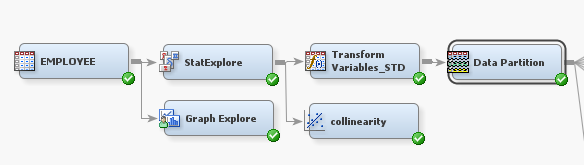 EMPLOYEE
StatExplore
Transform
Variables_STD
Data Partition
Graph Explore
collinearity